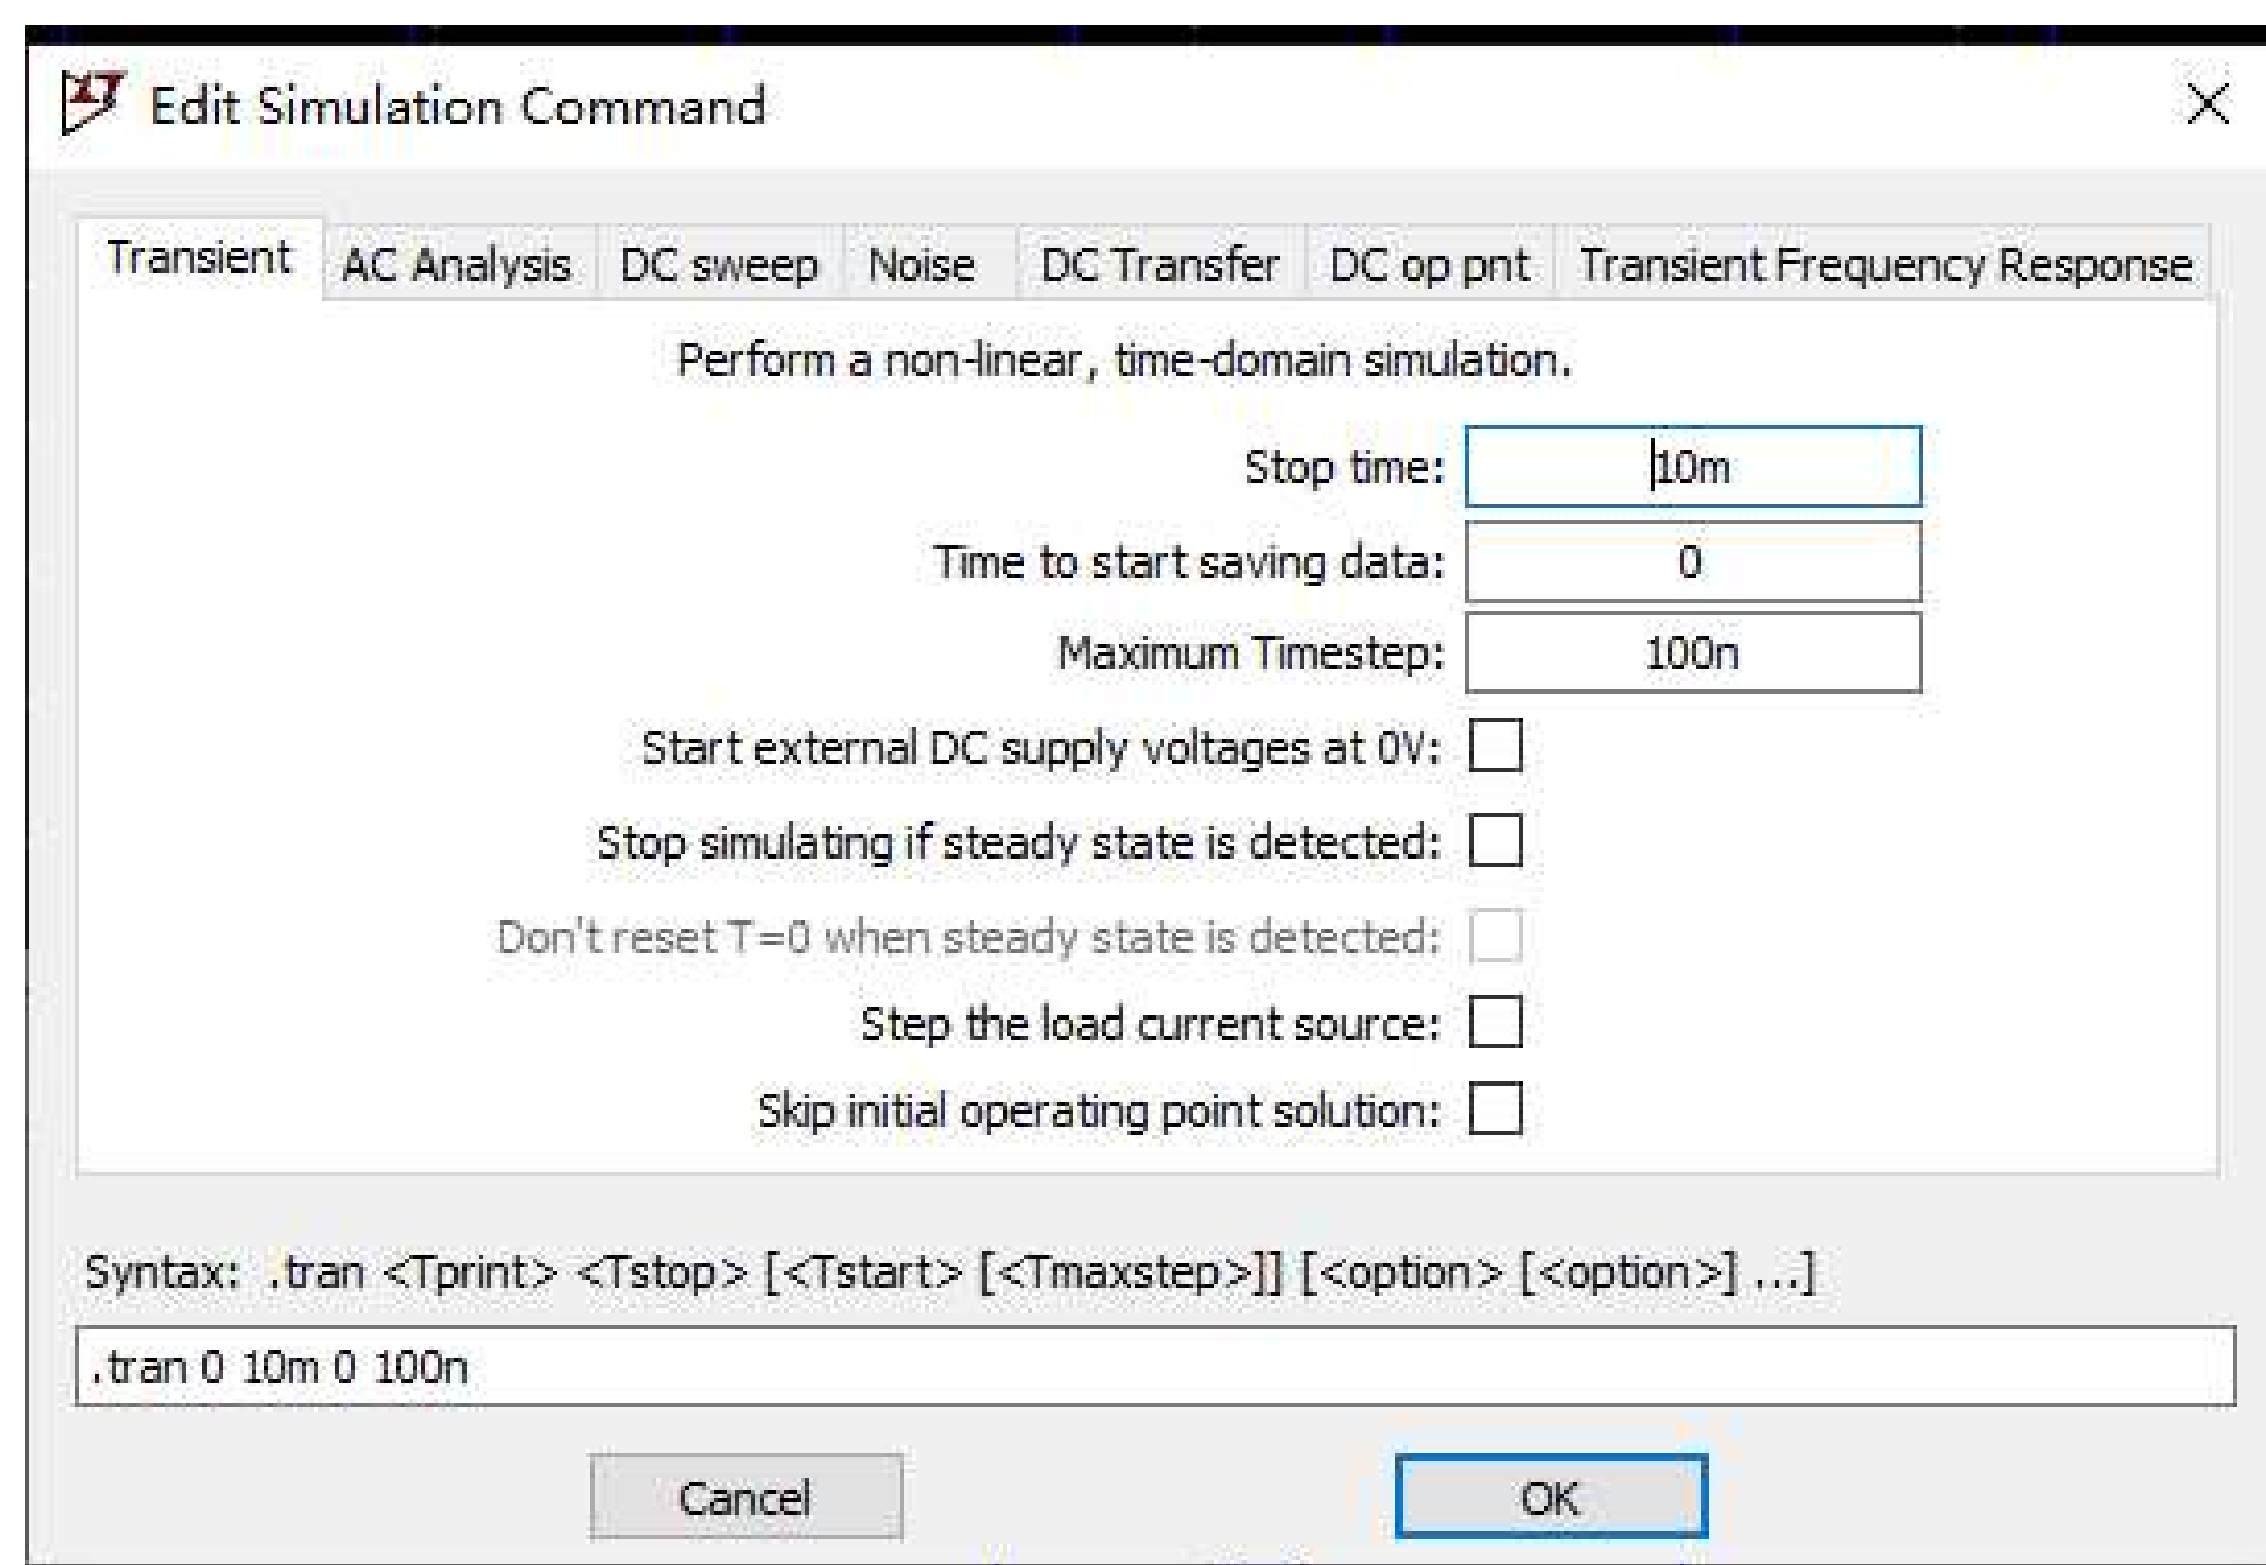 Edit Simulation Command
Transient AC Analysis DC sweep Noise DC Transfer DC op pnt Transient Frequency Response
Perform a non-linear, time-domain simulation.
Stop time: 10m
Time to start saving data: 0
Maximum Timestep: 100n
Start external DC supply voltages at 0V:
Stop simulating if steady state is detected:
Don't reset T=0 when steady state is detected:
Step the load current source:
Skip initial operating point solution:
Syntax: .tran <Tprint> <Tstop> [<Tstart> [<Tmaxstep>]] [<option> [<option>] ...]
.tran 0 10m 0 100n
Cancel OK